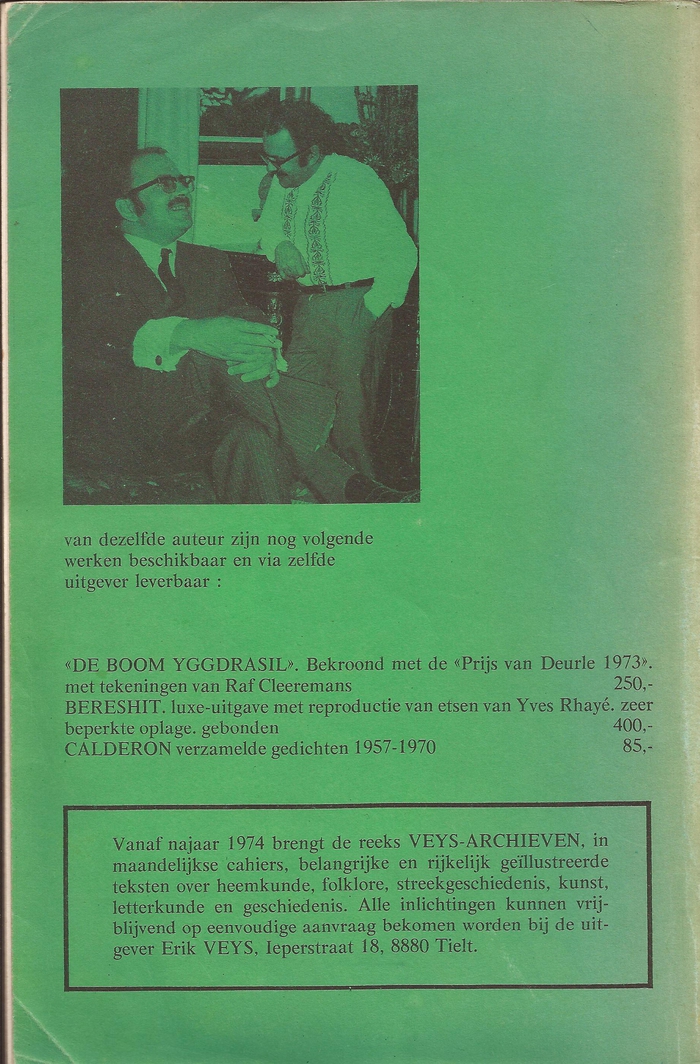 van dezelfde auteur zijn nog volgende
werken beschikbaar en via zelfde
uitgever leverbaar :
«DE BOOM YGGDRASIL». Bekroond met de «Prijs van Deurle 1973».
met tekeningen van Raf Cleeremans 250,-
BERESHIT. luxe-uitgave met reproductie van etsen van Yves Rhayé. zeer
beperkte oplage. gebonden 400,-
CALDERON verzamelde gedichten 1957-1970 85,-
Vanaf najaar 1974 brengt de reeks VEYS-ARCHIEVEN, in
maandelijkse cahiers, belangrijke en rijkelijk geïllustreerde
teksten over heemkunde, folklore, streekgeschiedenis, kunst,
letterkunde en geschiedenis. Alle inlichtingen kunnen vrij-
blijvend op eenvoudige aanvraag bekomen worden bij de uit-
gever Erik VEYS, Ieperstraat 18, 8880 Tielt.